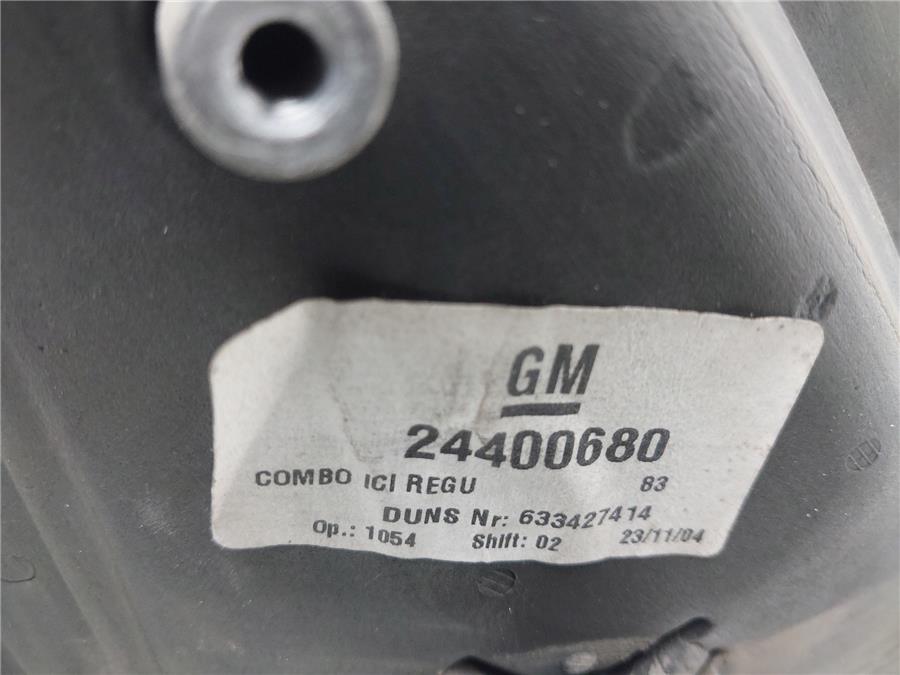 GM
24400680
COMBO ICI REGU 83
DUNS Nr: 633427414
Op.: 1054 Shift: 02 23/11/04